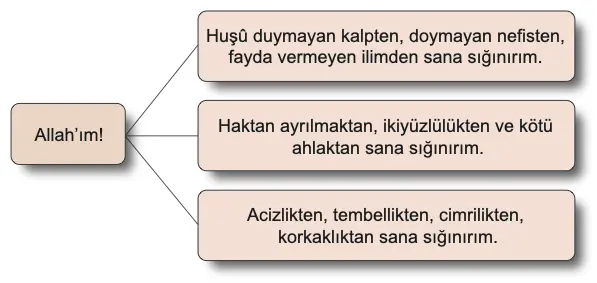 Allah’ım!
Huşû duymayan kalpten, doymayan nefisten,
fayda vermeyen ilimden sana sığınırım.
Haktan ayrılmaktan, ikiyüzlülükten ve kötü
ahlaktan sana sığınırım.
Acizlikten, tembellikten, cimrilikten,
korkaklıktan sana sığınırım.